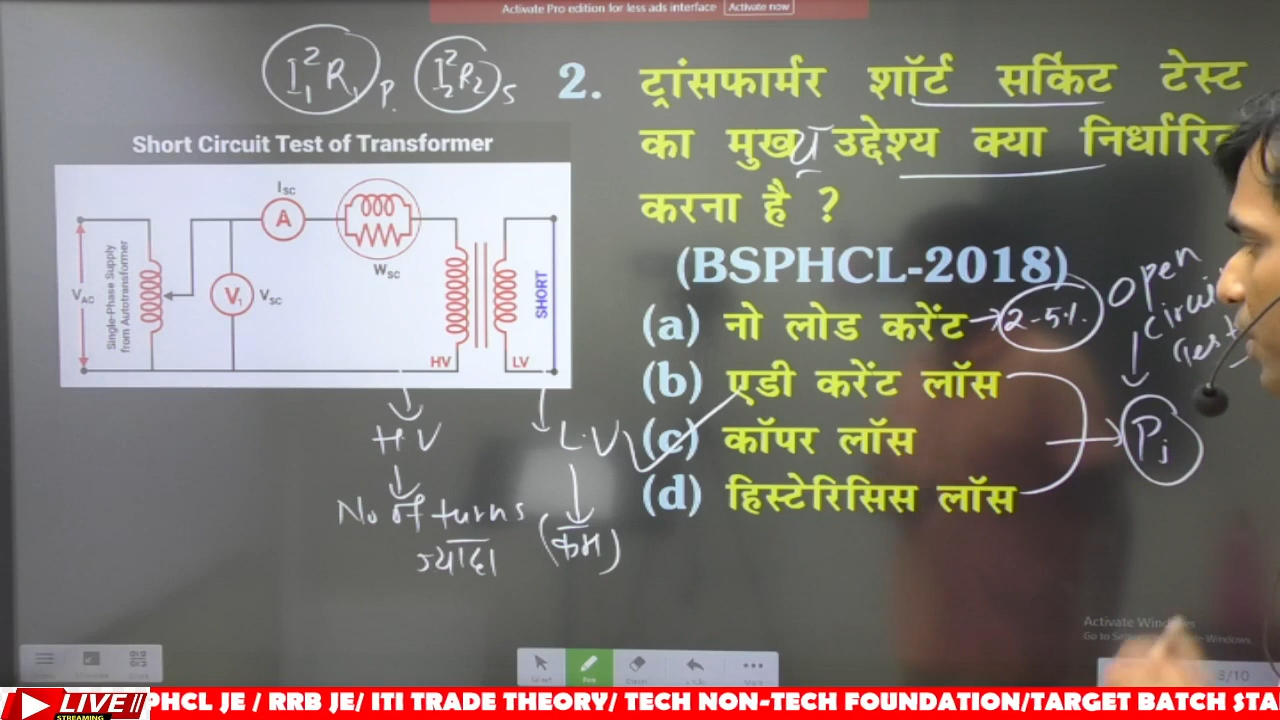 Activate Pro edition for less ads interface Activate now
I₁²R₁ P. I₂²R₂ S
2. ट्रांसफार्मर शॉर्ट सर्किट टेस्ट
का मुख्य उद्देश्य क्या निर्धारित
करना है ?
(BSPHCL-2018)
(a) नो लोड करेंट → 2-5%.
(b) एडी करेंट लॉस
(c) कॉपर लॉस
(d) हिस्टेरिसिस लॉस
Open
Circuit
Test
Pi
Short Circuit Test of Transformer
ISC
A
WSC
VAC
Single-Phase Supply
from Autotransformer
V₁ VSC
HV LV
SHORT
H.V L.V
No of turns
ज्यादा (कम)
Activate Windows
3/10
LIVE
STREAMING
PHCL JE / RRB JE/ ITI TRADE THEORY/ TECH NON-TECH FOUNDATION/TARGET BATCH STA